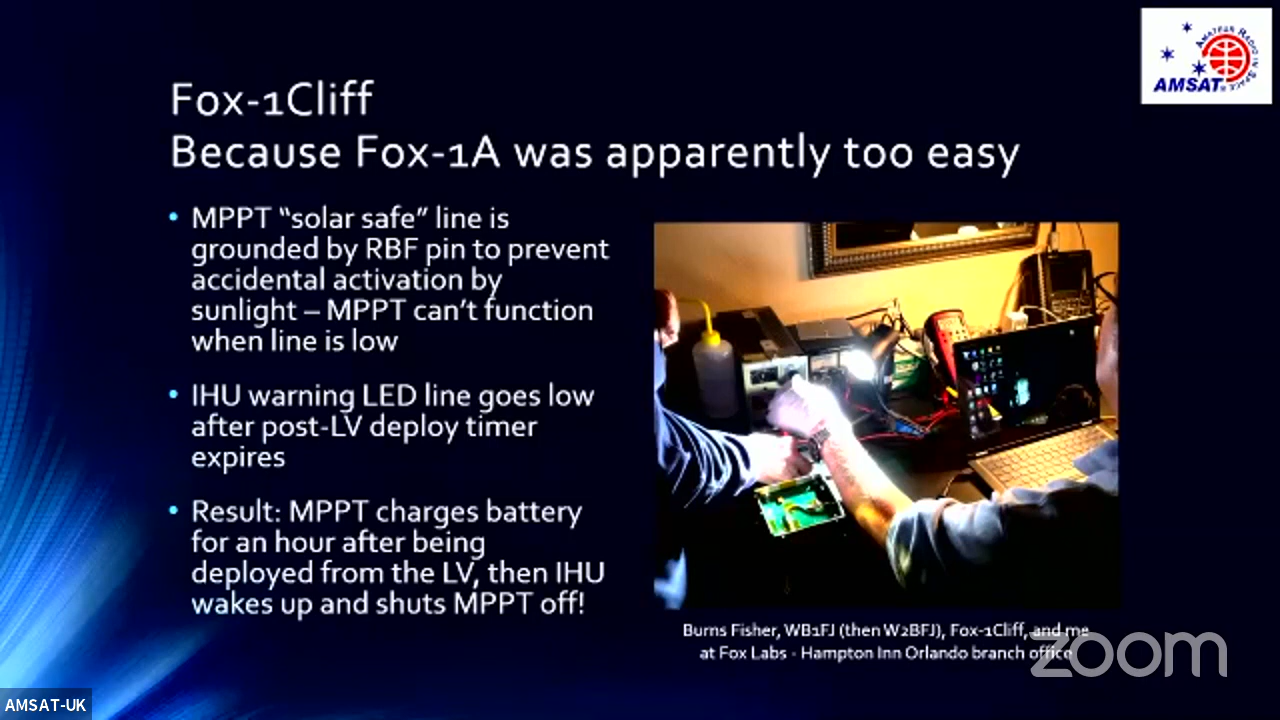 AMATEUR RADIO IN SPACE
AMSAT®
Fox-1Cliff
Because Fox-1A was apparently too easy
• MPPT “solar safe” line is
grounded by RBF pin to prevent
accidental activation by
sunlight – MPPT can’t function
when line is low
• IHU warning LED line goes low
after post-LV deploy timer
expires
• Result: MPPT charges battery
for an hour after being
deployed from the LV, then IHU
wakes up and shuts MPPT off!
Burns Fisher, WB1FJ (then W2BFJ), Fox-1Cliff, and me
at Fox Labs - Hampton Inn Orlando branch office
zoom
AMSAT-UK